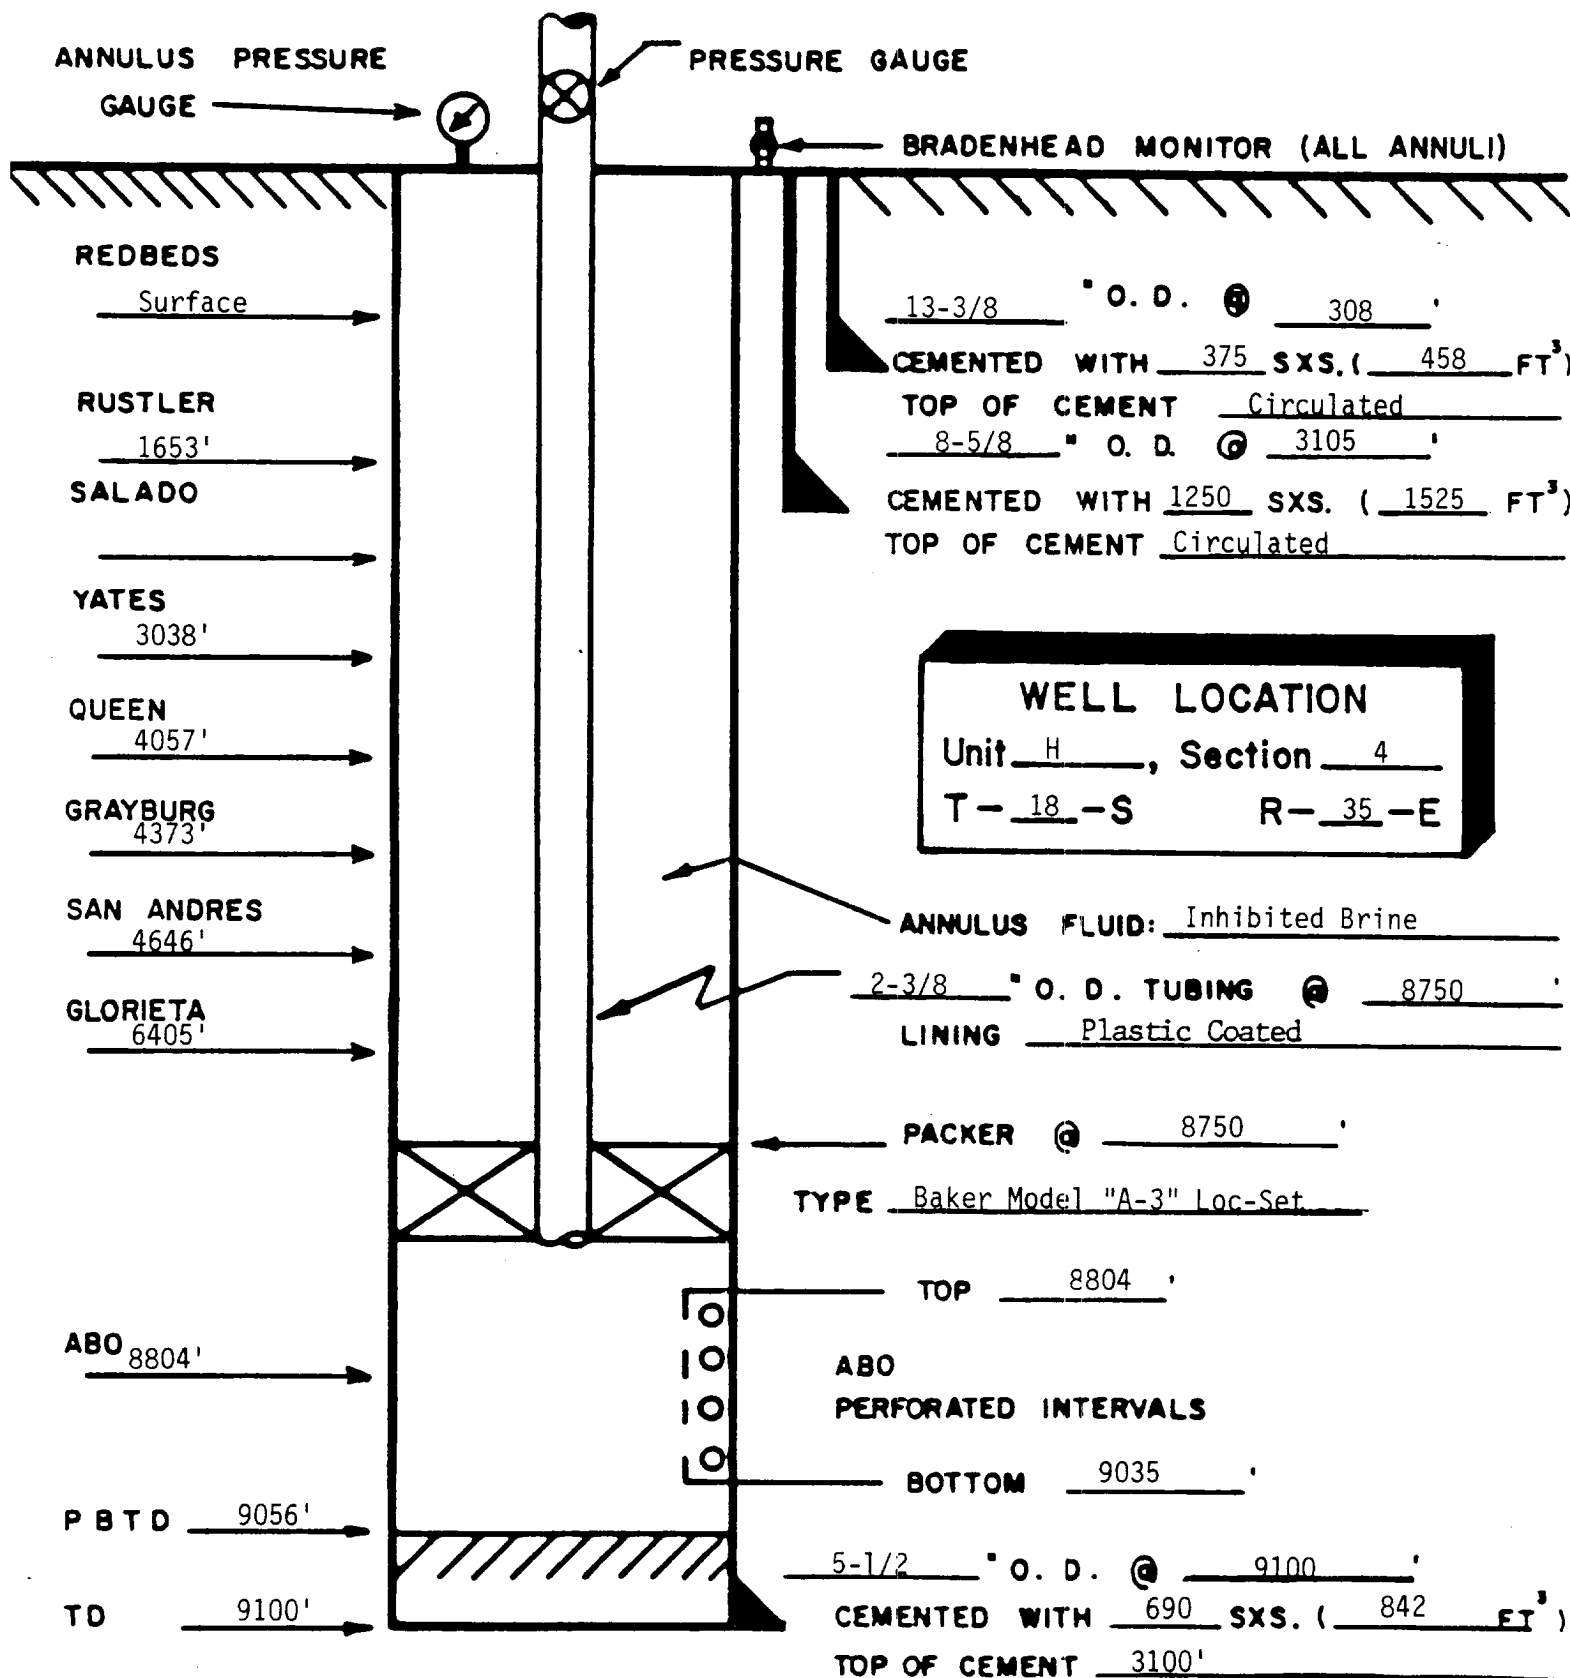 ANNULUS PRESSURE
GAUGE
PRESSURE GAUGE
BRADENHEAD MONITOR (ALL ANNULI)
REDBEDS
Surface
13-3/8 " O. D. @ 308 '
CEMENTED WITH 375 SXS. ( 458 FT³)
TOP OF CEMENT Circulated
RUSTLER
1653'
8-5/8 " O. D. @ 3105 '
SALADO
CEMENTED WITH 1250 SXS. ( 1525 FT³)
TOP OF CEMENT Circulated
YATES
3038'
WELL LOCATION
Unit H , Section 4
T- 18 -S R- 35 -E
QUEEN
4057'
GRAYBURG
4373'
SAN ANDRES
4646'
ANNULUS FLUID: Inhibited Brine
2-3/8 " O. D. TUBING @ 8750 '
LINING Plastic Coated
GLORIETA
6405'
PACKER @ 8750 '
TYPE Baker Model "A-3" Loc-Set
TOP 8804 '
ABO 8804'
ABO
PERFORATED INTERVALS
BOTTOM 9035 '
PBTD 9056'
5-1/2 " O. D. @ 9100 '
TD 9100'
CEMENTED WITH 690 SXS. ( 842 FT³)
TOP OF CEMENT 3100'